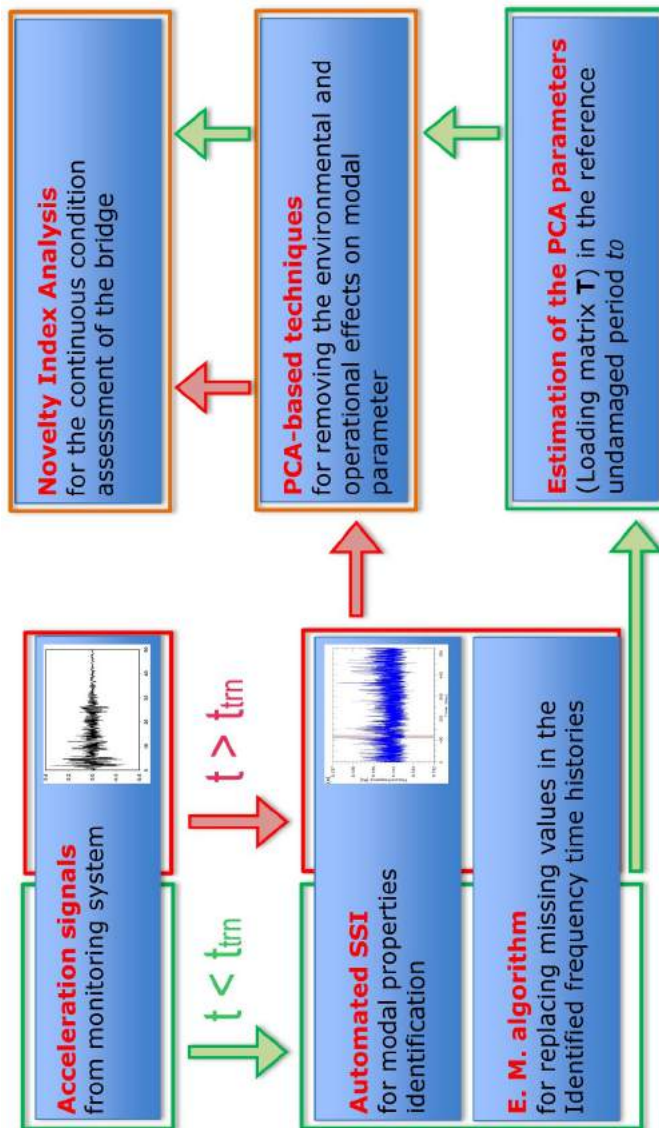 Acceleration signals
from monitoring system
t < t_trn
t > t_trn
Automated SSI
for modal properties
identification
E. M. algorithm
for replacing missing values in the
Identified frequency time histories
Novelty Index Analysis
for the continuous condition
assessment of the bridge
PCA-based techniques
for removing the environmental and
operational effects on modal
parameter
Estimation of the PCA parameters
(Loading matrix T) in the reference
undamaged period t0